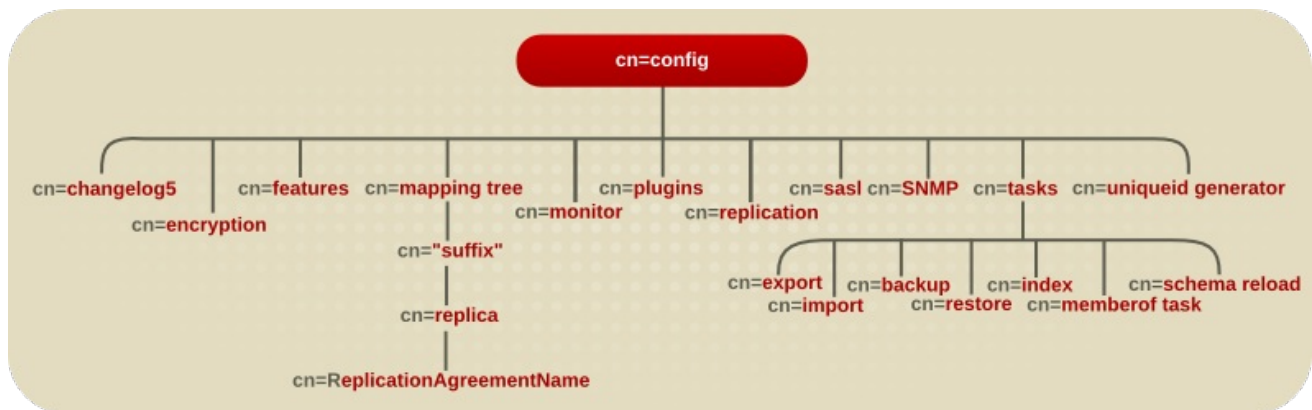 cn=config
cn=changelog5
cn=encryption
cn=features
cn=mapping tree
cn=monitor
cn=plugins
cn=replication
cn=sasl
cn=SNMP
cn=tasks
cn=uniqueid generator
cn="suffix"
cn=replica
cn=ReplicationAgreementName
cn=export
cn=import
cn=backup
cn=restore
cn=index
cn=memberof task
cn=schema reload